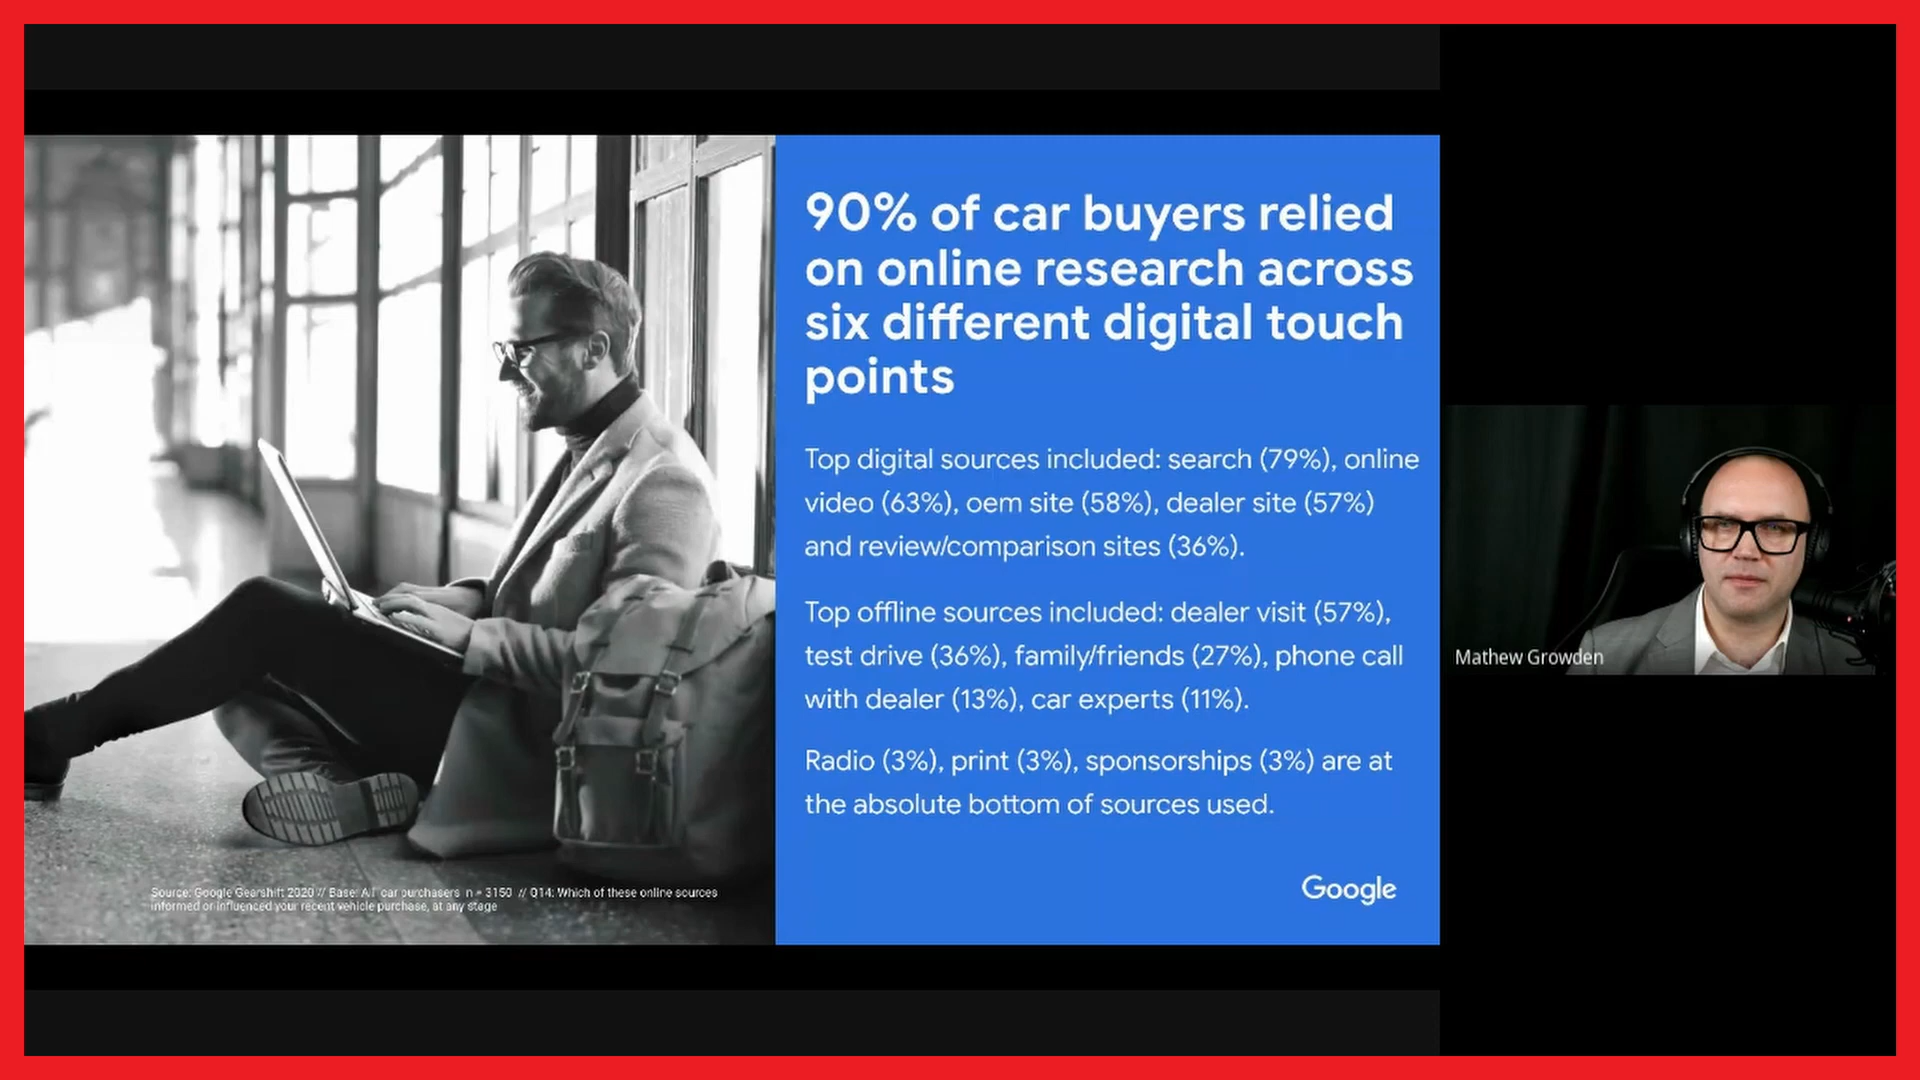 90% of car buyers relied
on online research across
six different digital touch
points
Top digital sources included: search (79%), online
video (63%), oem site (58%), dealer site (57%)
and review/comparison sites (36%).
Top offline sources included: dealer visit (57%),
test drive (36%), family/friends (27%), phone call
with dealer (13%), car experts (11%).
Radio (3%), print (3%), sponsorships (3%) are at
the absolute bottom of sources used.
Google
Source: Google Gearshift 2020 // Base: All car purchasers n = 3150 // Q14: Which of these online sources
informed or influenced your recent vehicle purchase, at any stage
Mathew Growden